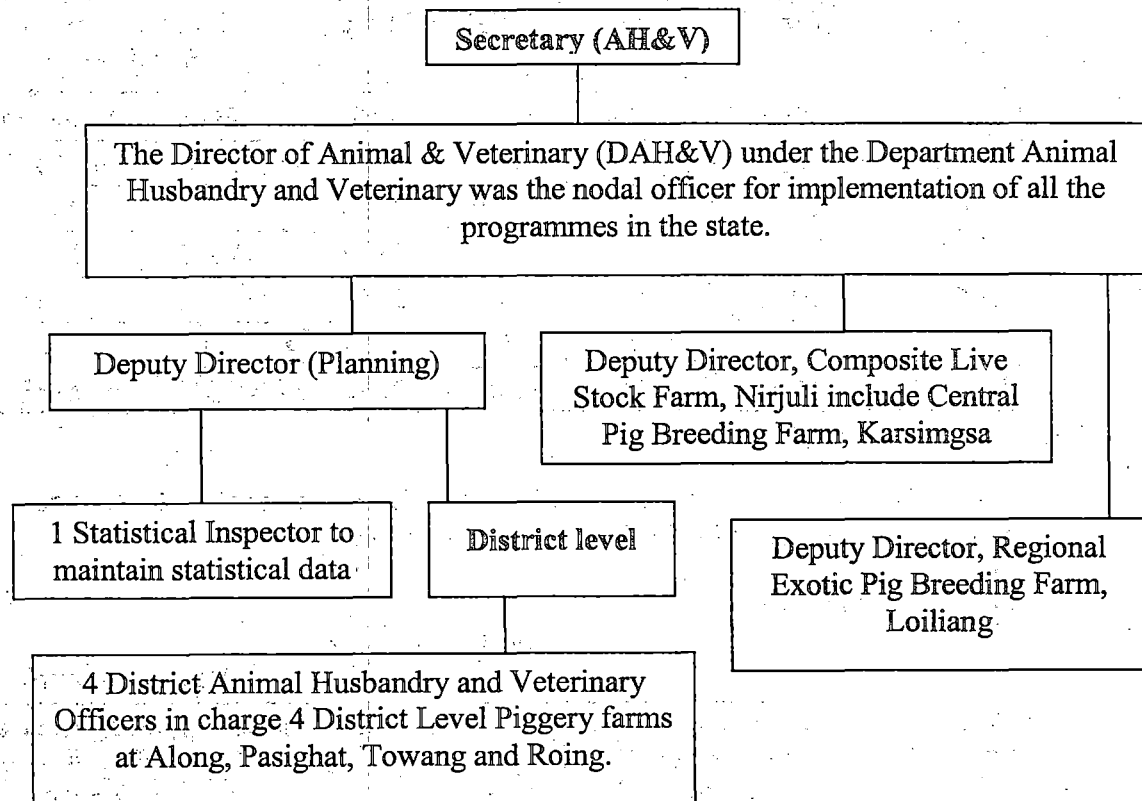 Secretary (AH&V)
The Director of Animal & Veterinary (DAH&V) under the Department Animal
Husbandry and Veterinary was the nodal officer for implementation of all the
programmes in the state.
Deputy Director (Planning)
Deputy Director, Composite Live
Stock Farm, Nirjuli include Central
Pig Breeding Farm, Karsimgsa
1 Statistical Inspector to
maintain statistical data
District level
Deputy Director, Regional
Exotic Pig Breeding Farm,
Loiliang
4 District Animal Husbandry and Veterinary
Officers in charge 4 District Level Piggery farms
at Along, Pasighat, Towang and Roing.